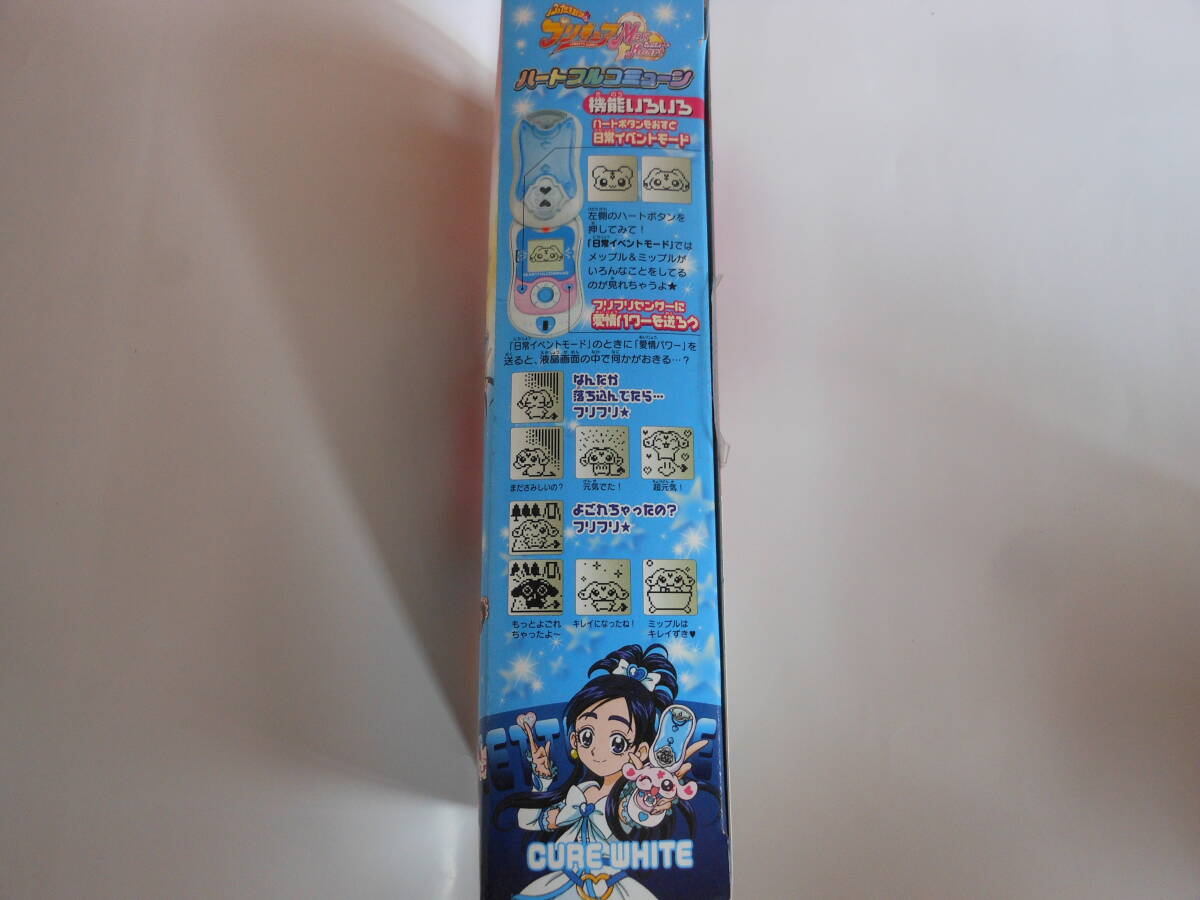 ふたりはプリキュア Max Heart
ハートフルコミューン
機能いろいろ
ハートボタンをおすと
日常イベントモード
左側のハートボタンを
押してみて!
「日常イベントモード」では
メップル&ミップルが
いろんなことをしてる
のが見れちゃうよ★
フリフリセンサーに
愛情パワーを送ろう
「日常イベントモード」のときに「愛情パワー」を
送ると、液晶画面の中で何かがおきる…?
なんだか
落ち込んでたら…
フリフリ★
まださみしいの?
元気でた!
超元気!
よごれちゃったの?
フリフリ★
もっとよごれ
ちゃったよ~
キレイになったね!
ミップルは
キレイずき♥
CURE WHITE